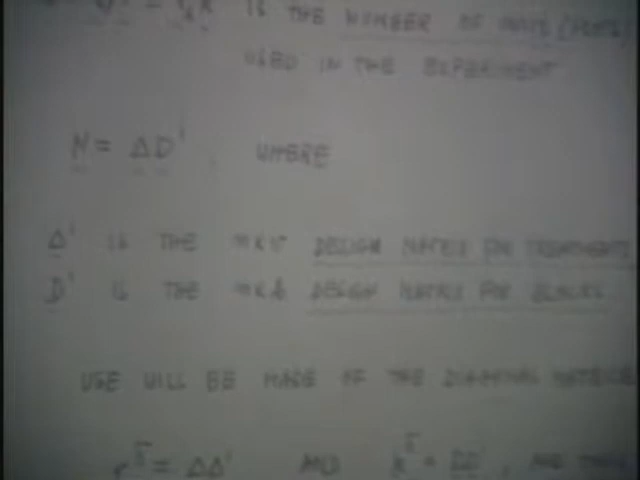 IS THE NUMBER OF
USED IN THE EXPERIMENT
N = Δ D' , WHERE
Δ' IS THE n x v DESIGN MATRIX FOR TREATMENTS
D' IS THE n x b DESIGN MATRIX FOR BLOCKS
USE WILL BE MADE OF THE DIAGONAL MATRICES
r^δ = ΔΔ' AND k^δ = DD' , ARE